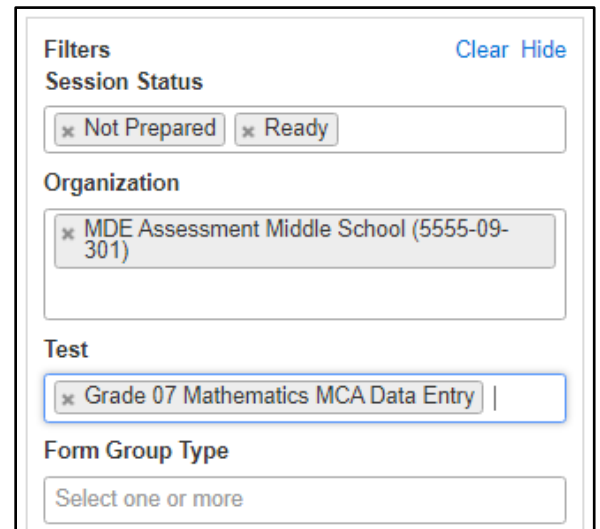 Filters Clear Hide
Session Status
× Not Prepared × Ready
Organization
× MDE Assessment Middle School (5555-09-
301)
Test
× Grade 07 Mathematics MCA Data Entry
Form Group Type
Select one or more